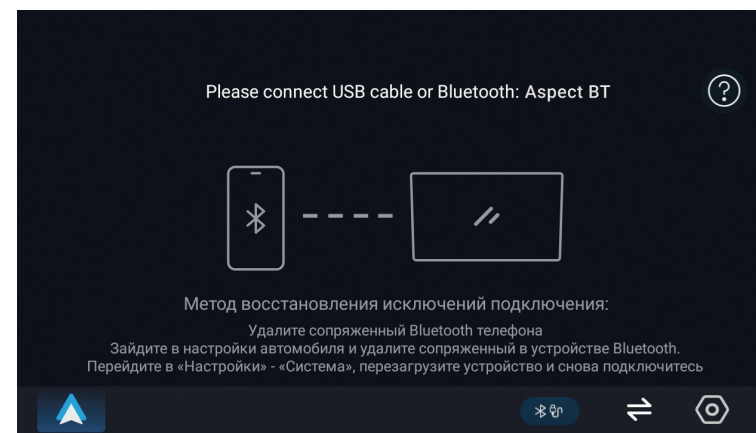 Please connect USB cable or Bluetooth: Aspect BT
Метод восстановления исключений подключения:
Удалите сопряженный Bluetooth телефона
Зайдите в настройки автомобиля и удалите сопряженный в устройстве Bluetooth.
Перейдите в «Настройки» - «Система», перезагрузите устройство и снова подключитесь